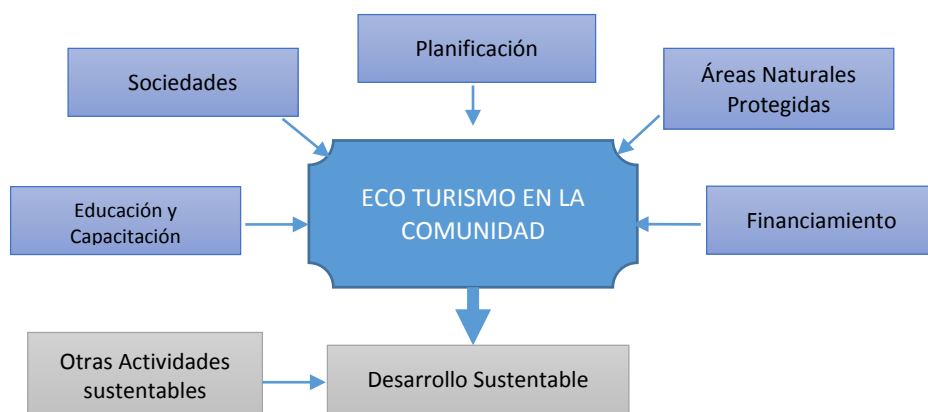 Planificación
Sociedades
Áreas Naturales
Protegidas
ECO TURISMO EN LA
COMUNIDAD
Educación y
Capacitación
Financiamiento
Otras Actividades
sustentables
Desarrollo Sustentable